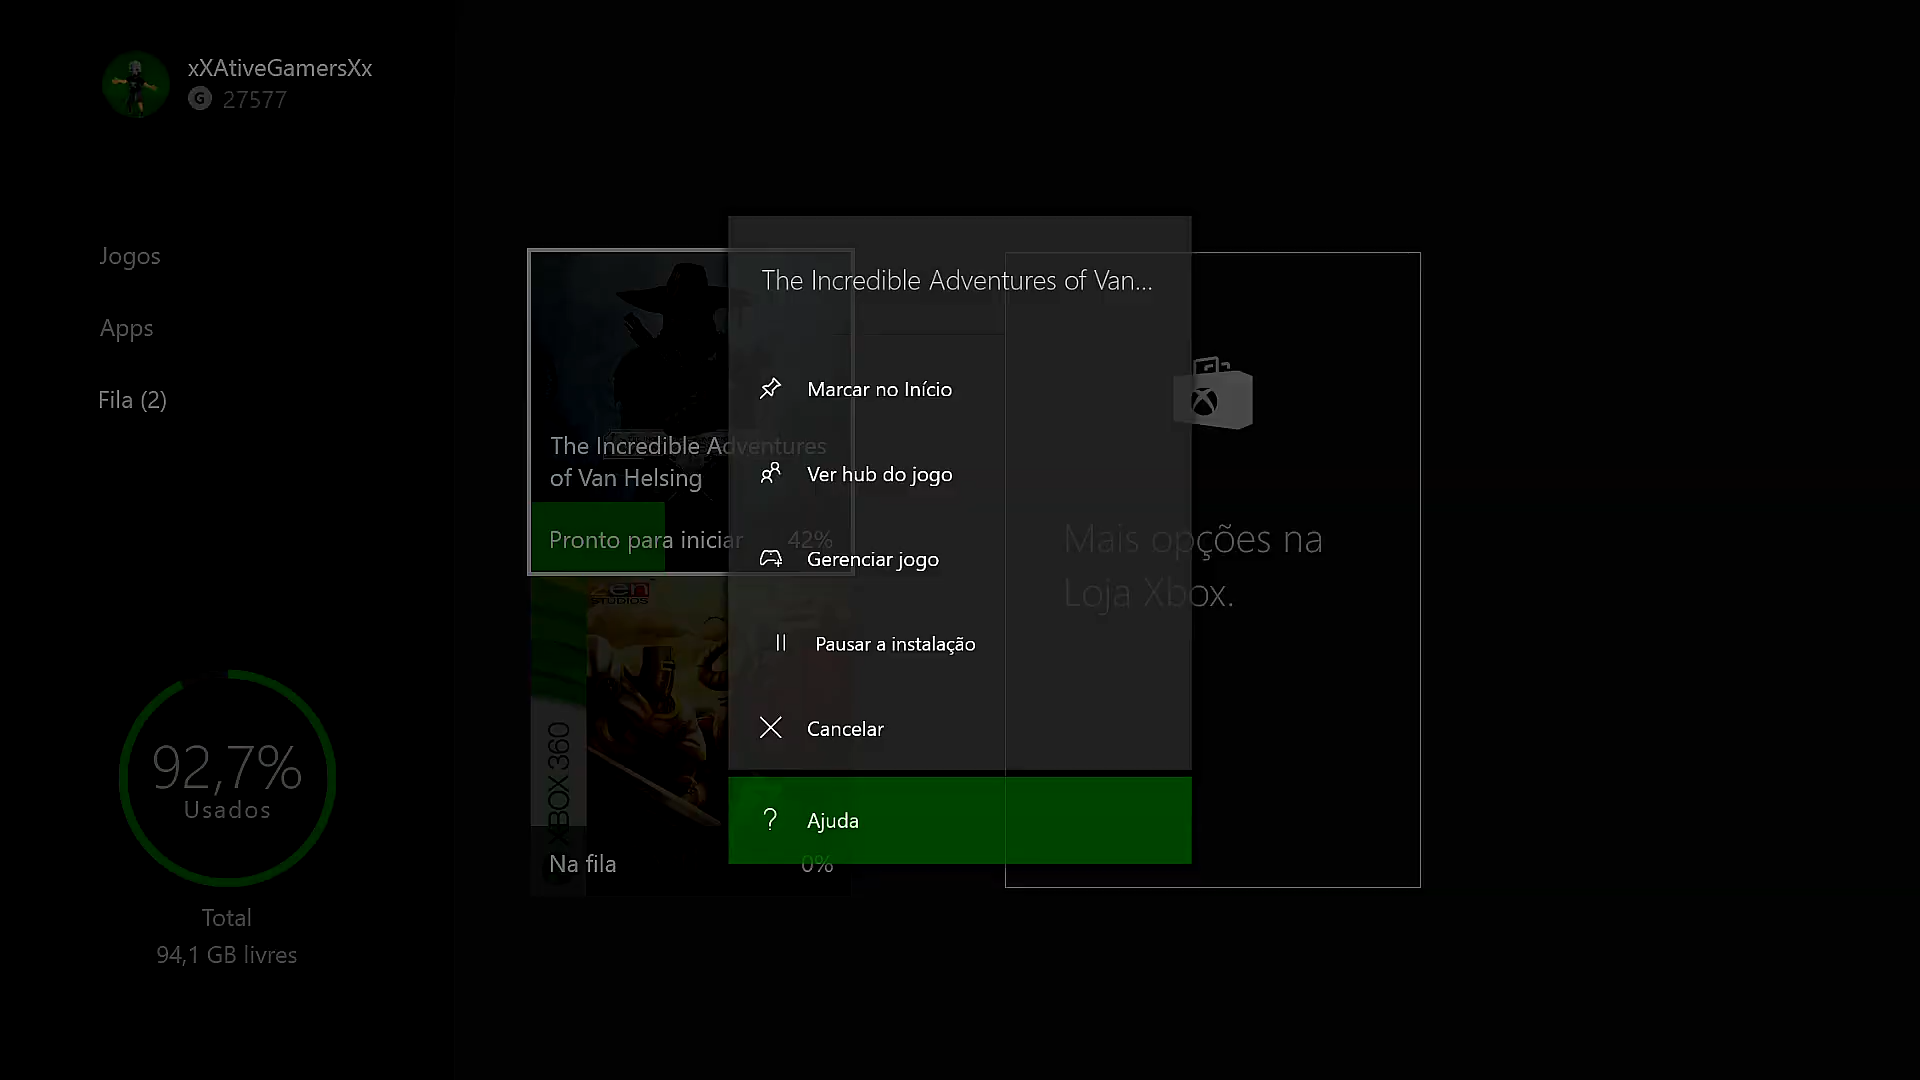 xXAtiveGamersXx
G 27577
Jogos
Apps
Fila (2)
92,7%
Usados
Total
94,1 GB livres
The Incredible Adventures
of Van Helsing
Pronto para iniciar 42%
zen
STUDIOS
XBOX 360
Na fila 0%
The Incredible Adventures of Van...
Marcar no Início
Ver hub do jogo
Gerenciar jogo
Pausar a instalação
Cancelar
? Ajuda
Mais opções na
Loja Xbox.